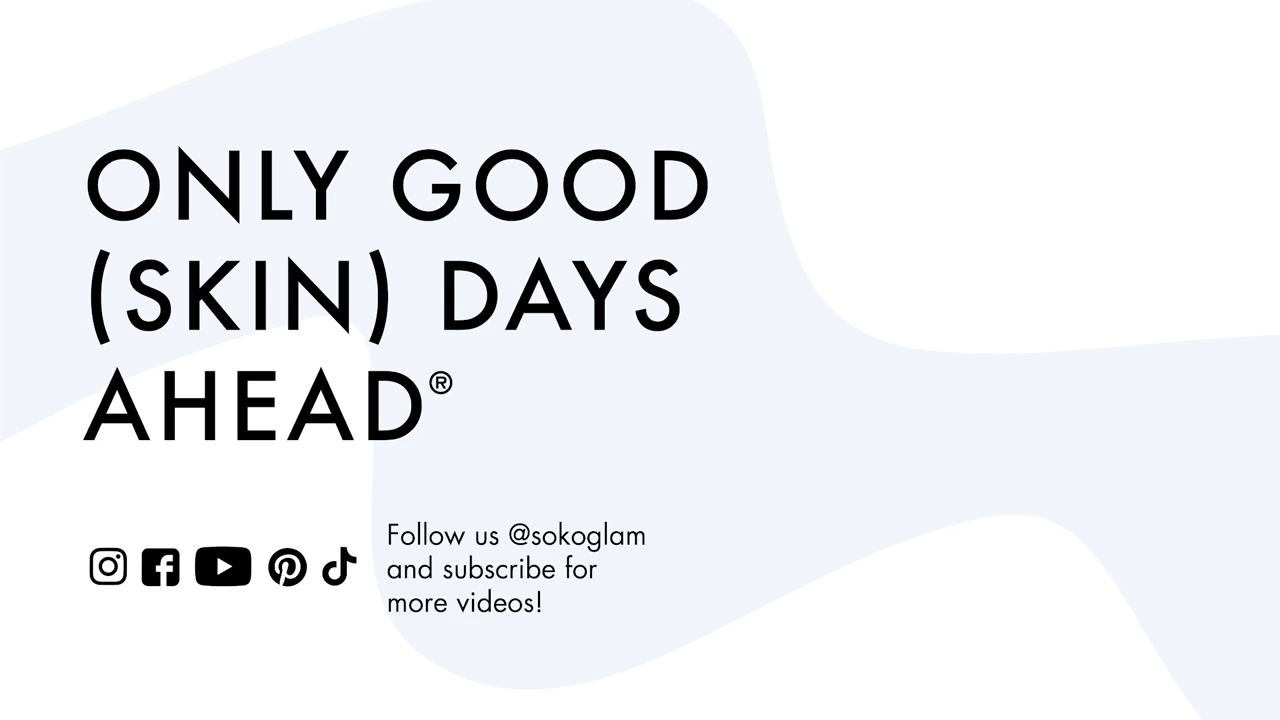 ONLY GOOD
(SKIN) DAYS
AHEAD®
Follow us @sokoglam
and subscribe for
more videos!